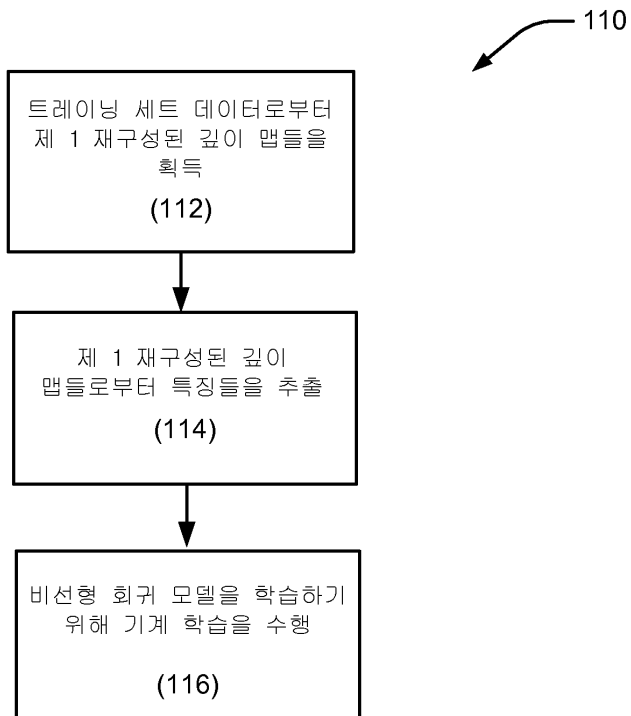 110
트레이닝 세트 데이터로부터
제 1 재구성된 깊이 맵들을
획득
(112)
제 1 재구성된 깊이
맵들로부터 특징들을 추출
(114)
비선형 회귀 모델을 학습하기
위해 기계 학습을 수행
(116)